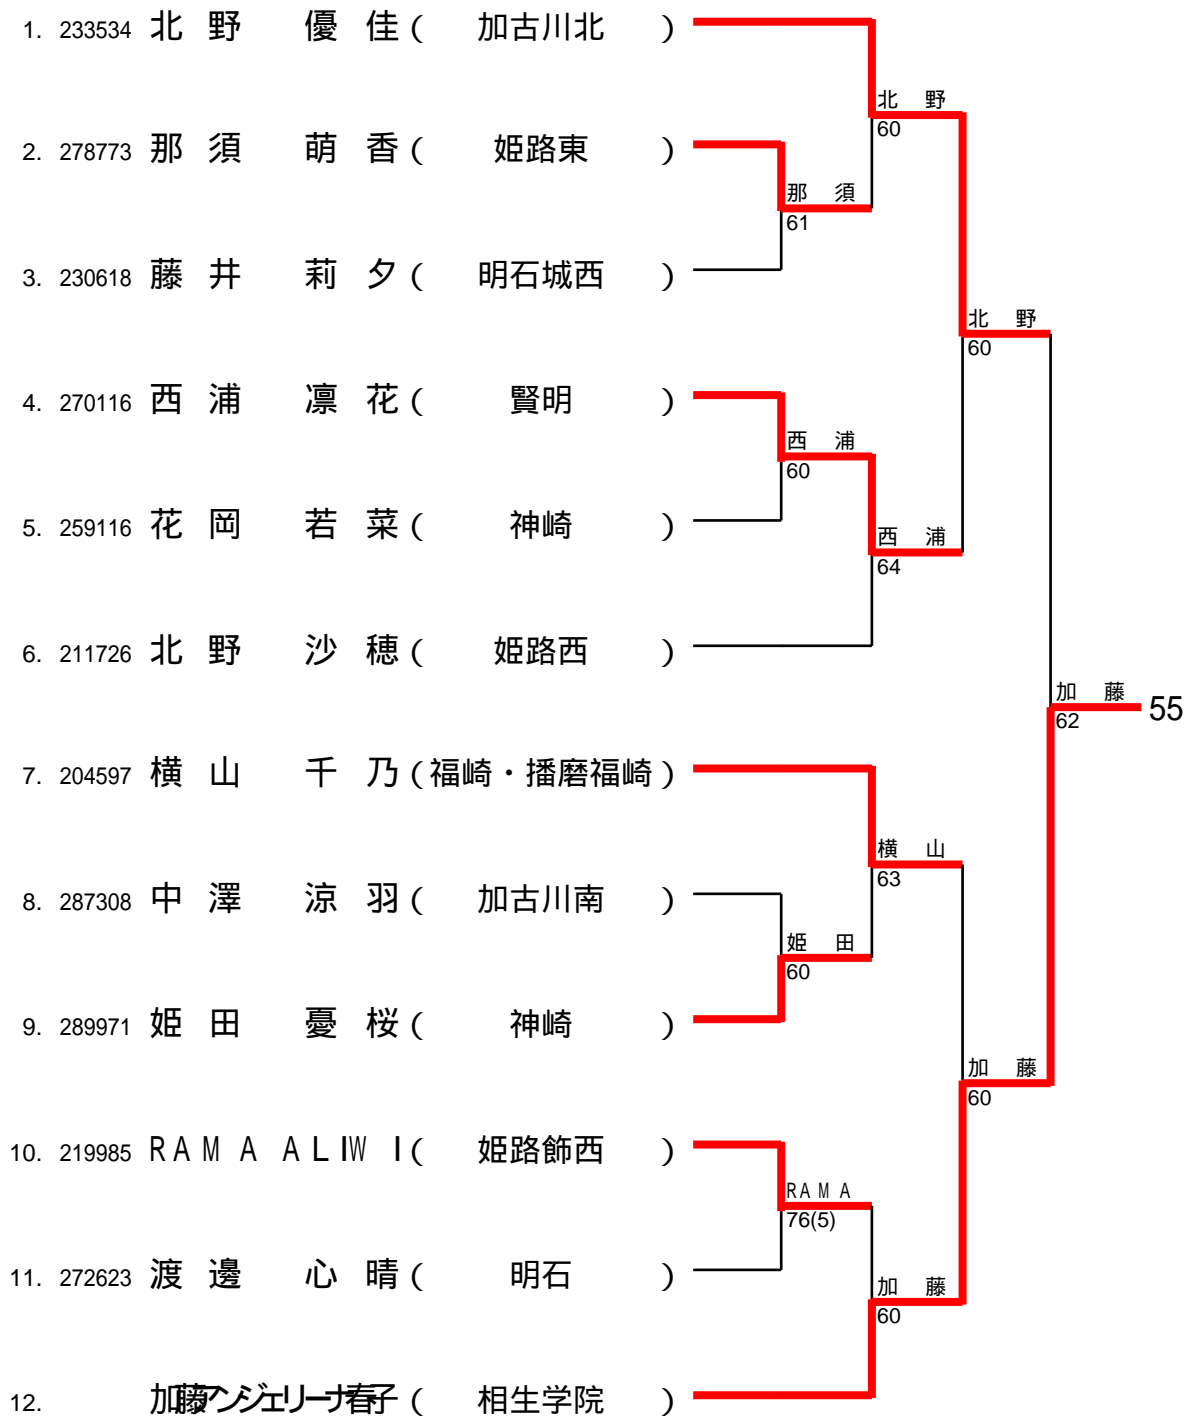 1. 233534 北野 優佳 ( 加古川北 )
北野
60
2. 278773 那須 萌香 ( 姫路東 )
那須
61
3. 230618 藤井 莉夕 ( 明石城西 )
北野
60
4. 270116 西浦 凛花 ( 賢明 )
西浦
60
5. 259116 花岡 若菜 ( 神崎 )
西浦
64
6. 211726 北野 沙穂 ( 姫路西 )
加藤
62
55
7. 204597 横山 千乃 ( 福崎・播磨福崎 )
横山
63
8. 287308 中澤 涼羽 ( 加古川南 )
姫田
60
9. 289971 姫田 憂桜 ( 神崎 )
加藤
60
10. 219985 RAMA ALIWI ( 姫路飾西 )
RAMA
76(5)
11. 272623 渡邊 心晴 ( 明石 )
加藤
60
12. 加藤アンジェリーナ春子 ( 相生学院 )